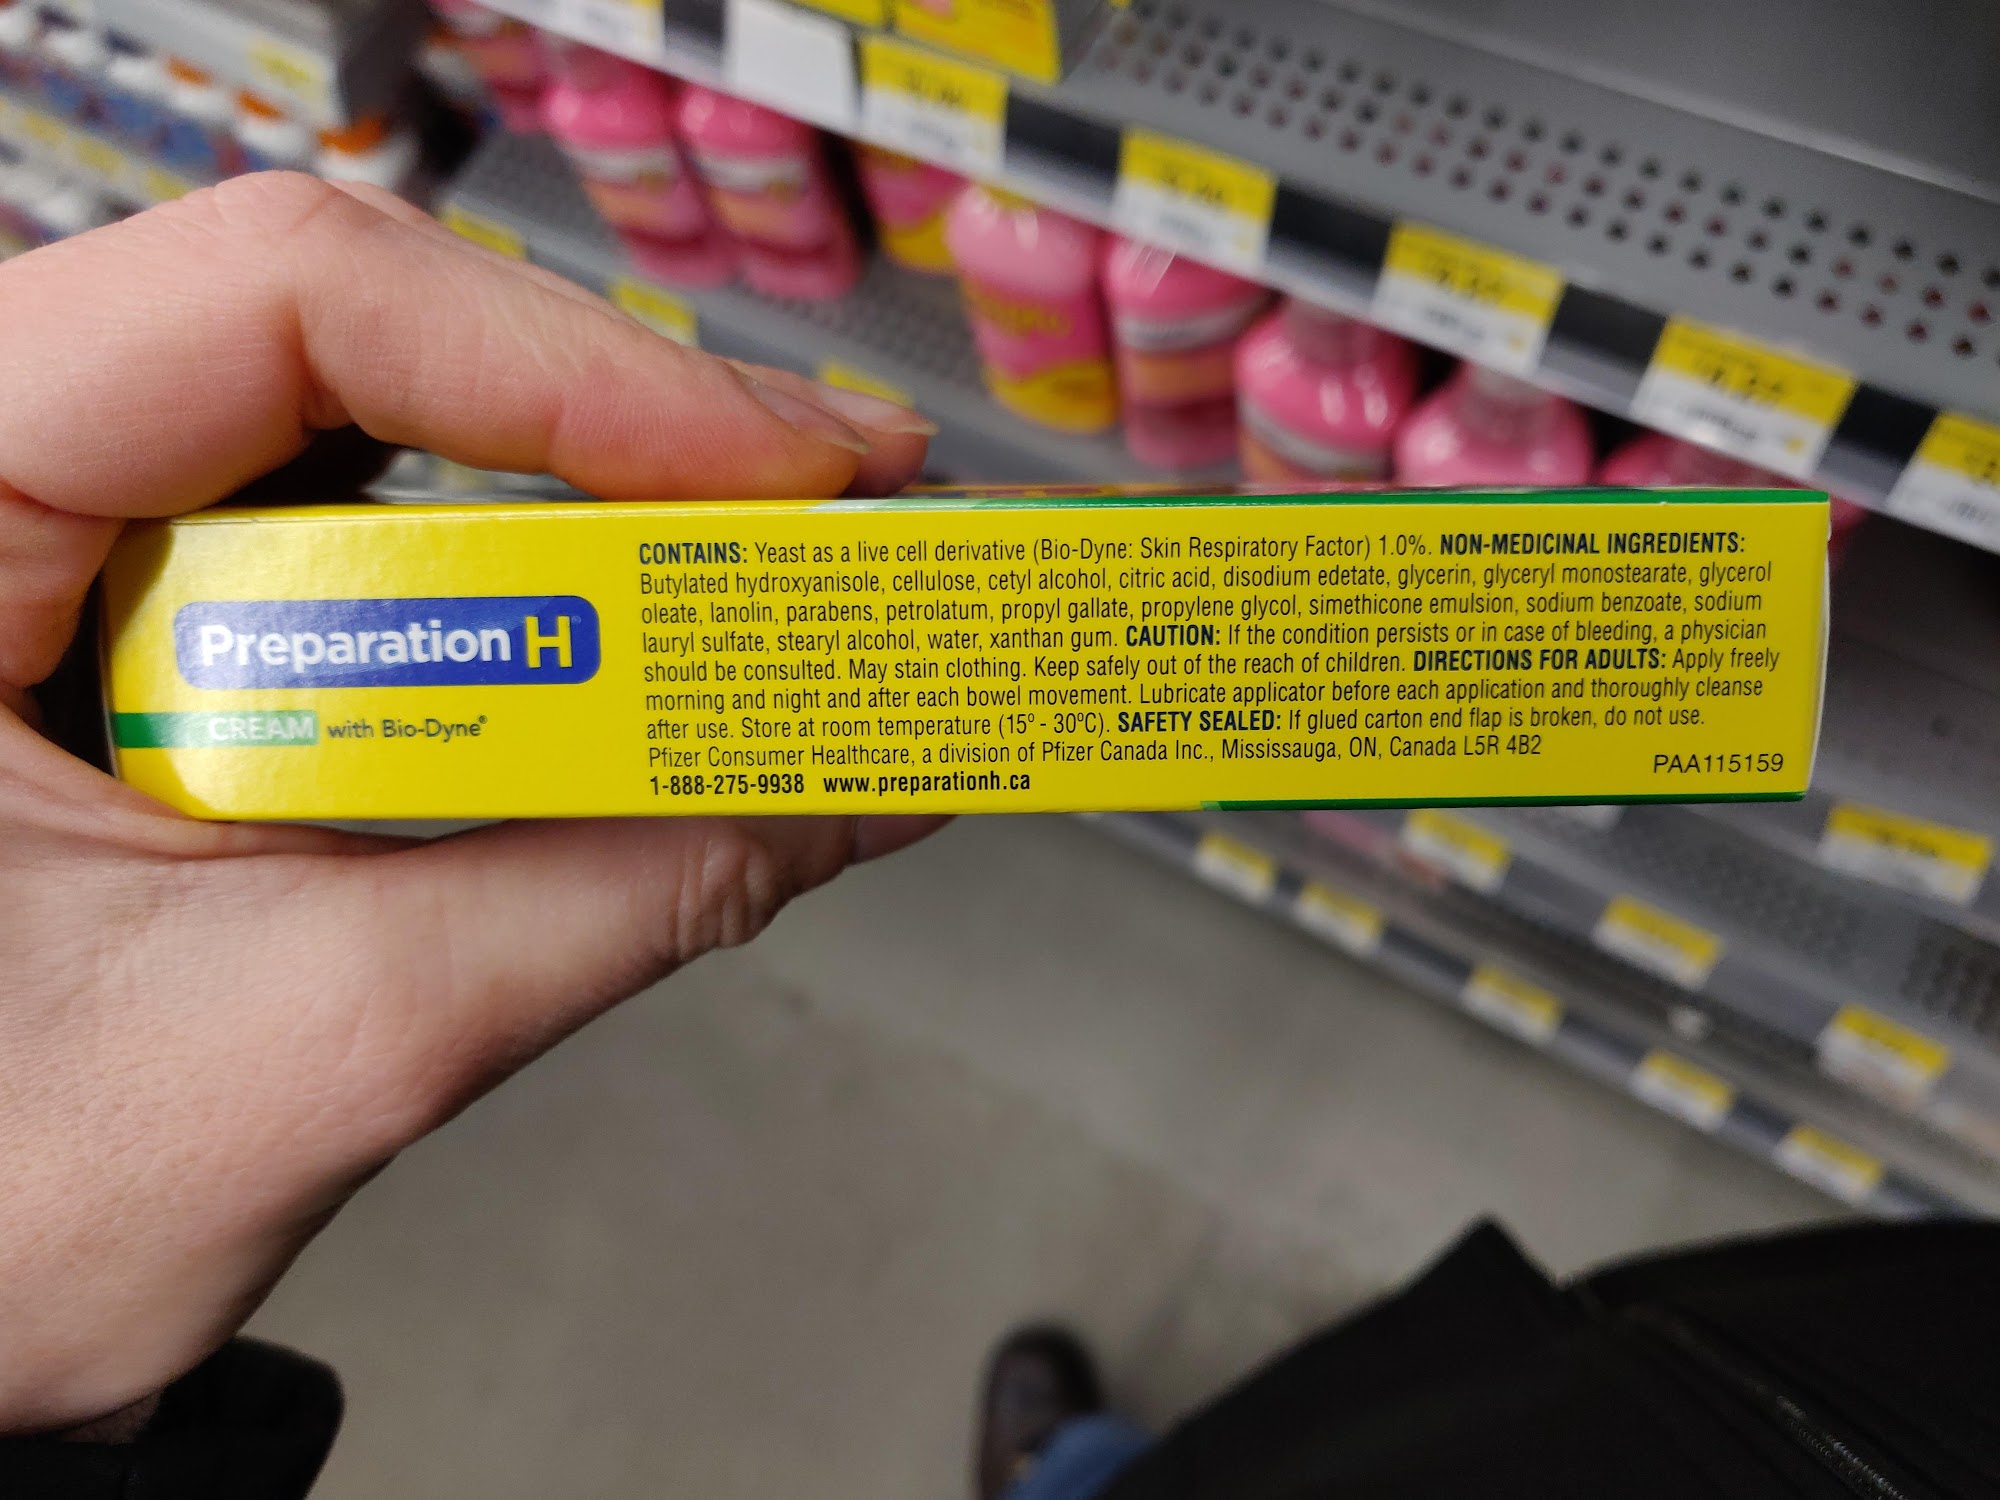 Preparation H
CREAM with Bio-Dyne®
CONTAINS: Yeast as a live cell derivative (Bio-Dyne: Skin Respiratory Factor) 1.0%. NON-MEDICINAL INGREDIENTS:
Butylated hydroxyanisole, cellulose, cetyl alcohol, citric acid, disodium edetate, glycerin, glyceryl monostearate, glycerol
oleate, lanolin, parabens, petrolatum, propyl gallate, propylene glycol, simethicone emulsion, sodium benzoate, sodium
lauryl sulfate, stearyl alcohol, water, xanthan gum. CAUTION: If the condition persists or in case of bleeding, a physician
should be consulted. May stain clothing. Keep safely out of the reach of children. DIRECTIONS FOR ADULTS: Apply freely
morning and night and after each bowel movement. Lubricate applicator before each application and thoroughly cleanse
after use. Store at room temperature (15º - 30ºC). SAFETY SEALED: If glued carton end flap is broken, do not use.
Pfizer Consumer Healthcare, a division of Pfizer Canada Inc., Mississauga, ON, Canada L5R 4B2
1-888-275-9938 www.preparationh.ca
PAA115159